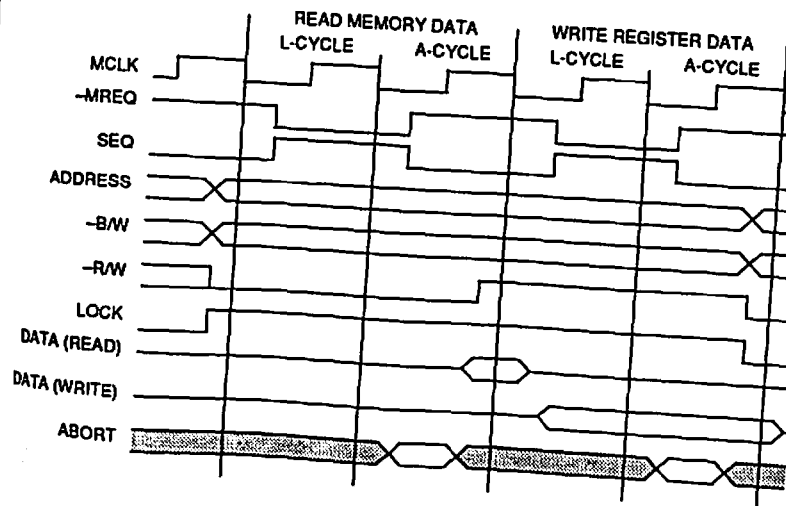 READ MEMORY DATA
WRITE REGISTER DATA
L-CYCLE A-CYCLE L-CYCLE A-CYCLE
MCLK
–MREQ
SEQ
ADDRESS
–B/W
–R/W
LOCK
DATA (READ)
DATA (WRITE)
ABORT